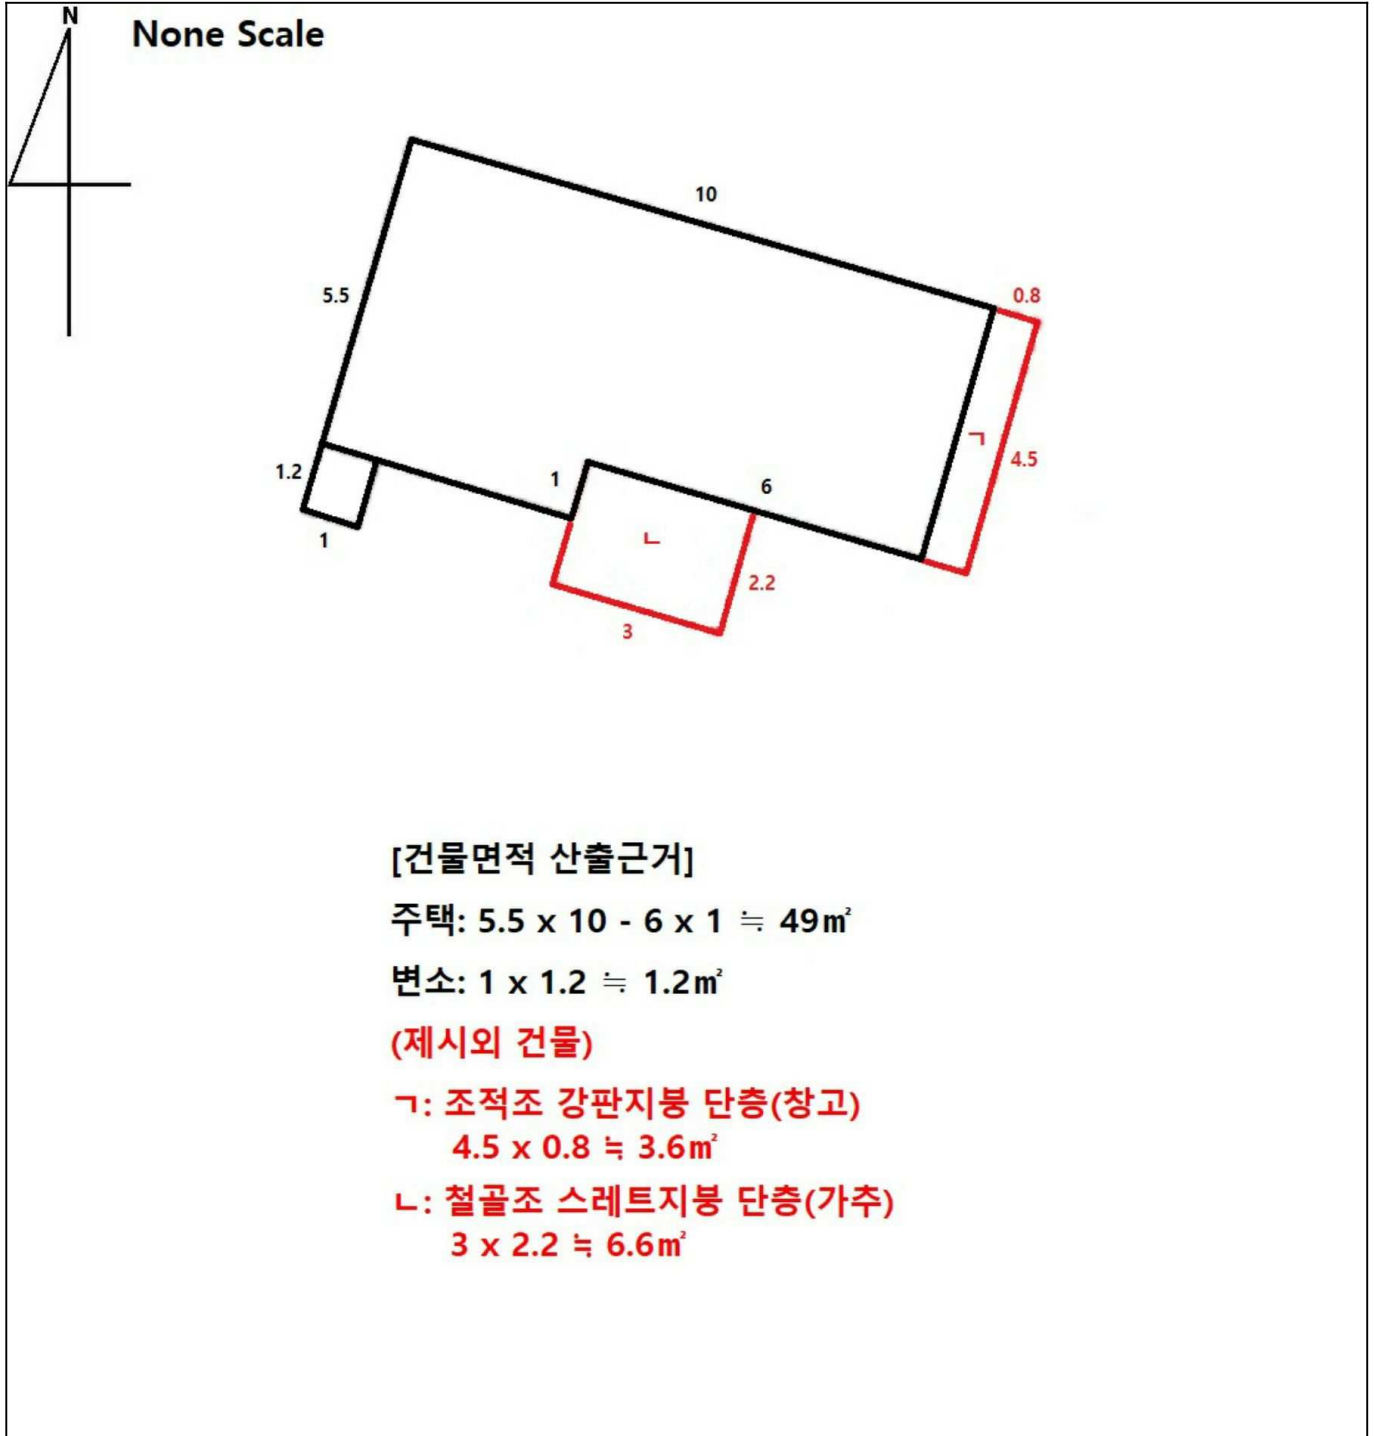 N
None Scale
10
5.5
0.8
ㄱ
4.5
1.2
1
6
1
ㄴ
2.2
3
[건물면적 산출근거]
주택: 5.5 x 10 - 6 x 1 ≒ 49㎡
변소: 1 x 1.2 ≒ 1.2㎡
(제시외 건물)
ㄱ: 조적조 강판지붕 단층(창고)
4.5 x 0.8 ≒ 3.6㎡
ㄴ: 철골조 스레트지붕 단층(가추)
3 x 2.2 ≒ 6.6㎡